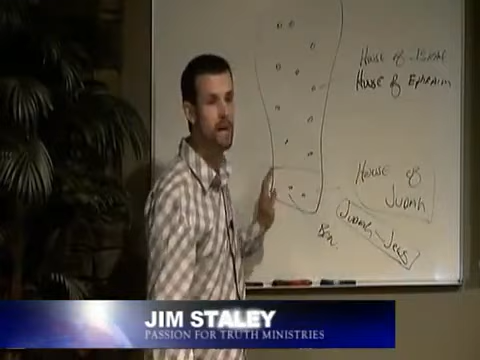 House of Israel
House of Ephraim
House of
Judah
Judah - Jews
Ben.
JIM STALEY
PASSION FOR TRUTH MINISTRIES